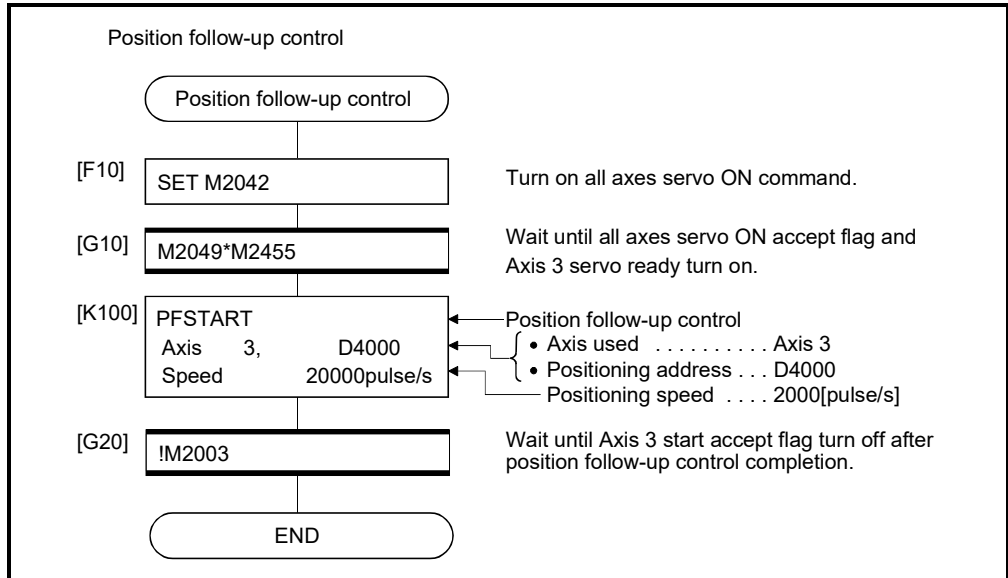 Position follow-up control
Position follow-up control
[F10]
SET M2042
Turn on all axes servo ON command.
[G10]
M2049*M2455
Wait until all axes servo ON accept flag and
Axis 3 servo ready turn on.
[K100]
PFSTART
Axis 3, D4000
Speed 20000pulse/s
Position follow-up control
• Axis used . . . . . . . . . . Axis 3
• Positioning address . . . D4000
Positioning speed . . . . 2000[pulse/s]
[G20]
!M2003
Wait until Axis 3 start accept flag turn off after
position follow-up control completion.
END